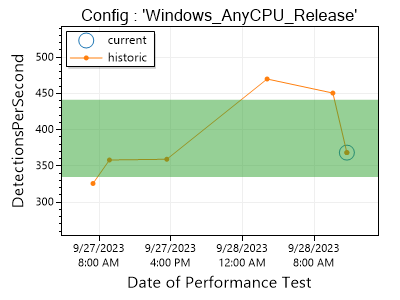 Config : 'Windows_AnyCPU_Release'
current
historic
500
450
400
350
300
DetectionsPerSecond
9/27/2023 9/27/2023 9/28/2023 9/28/2023
8:00 AM 4:00 PM 12:00 AM 8:00 AM
Date of Performance Test